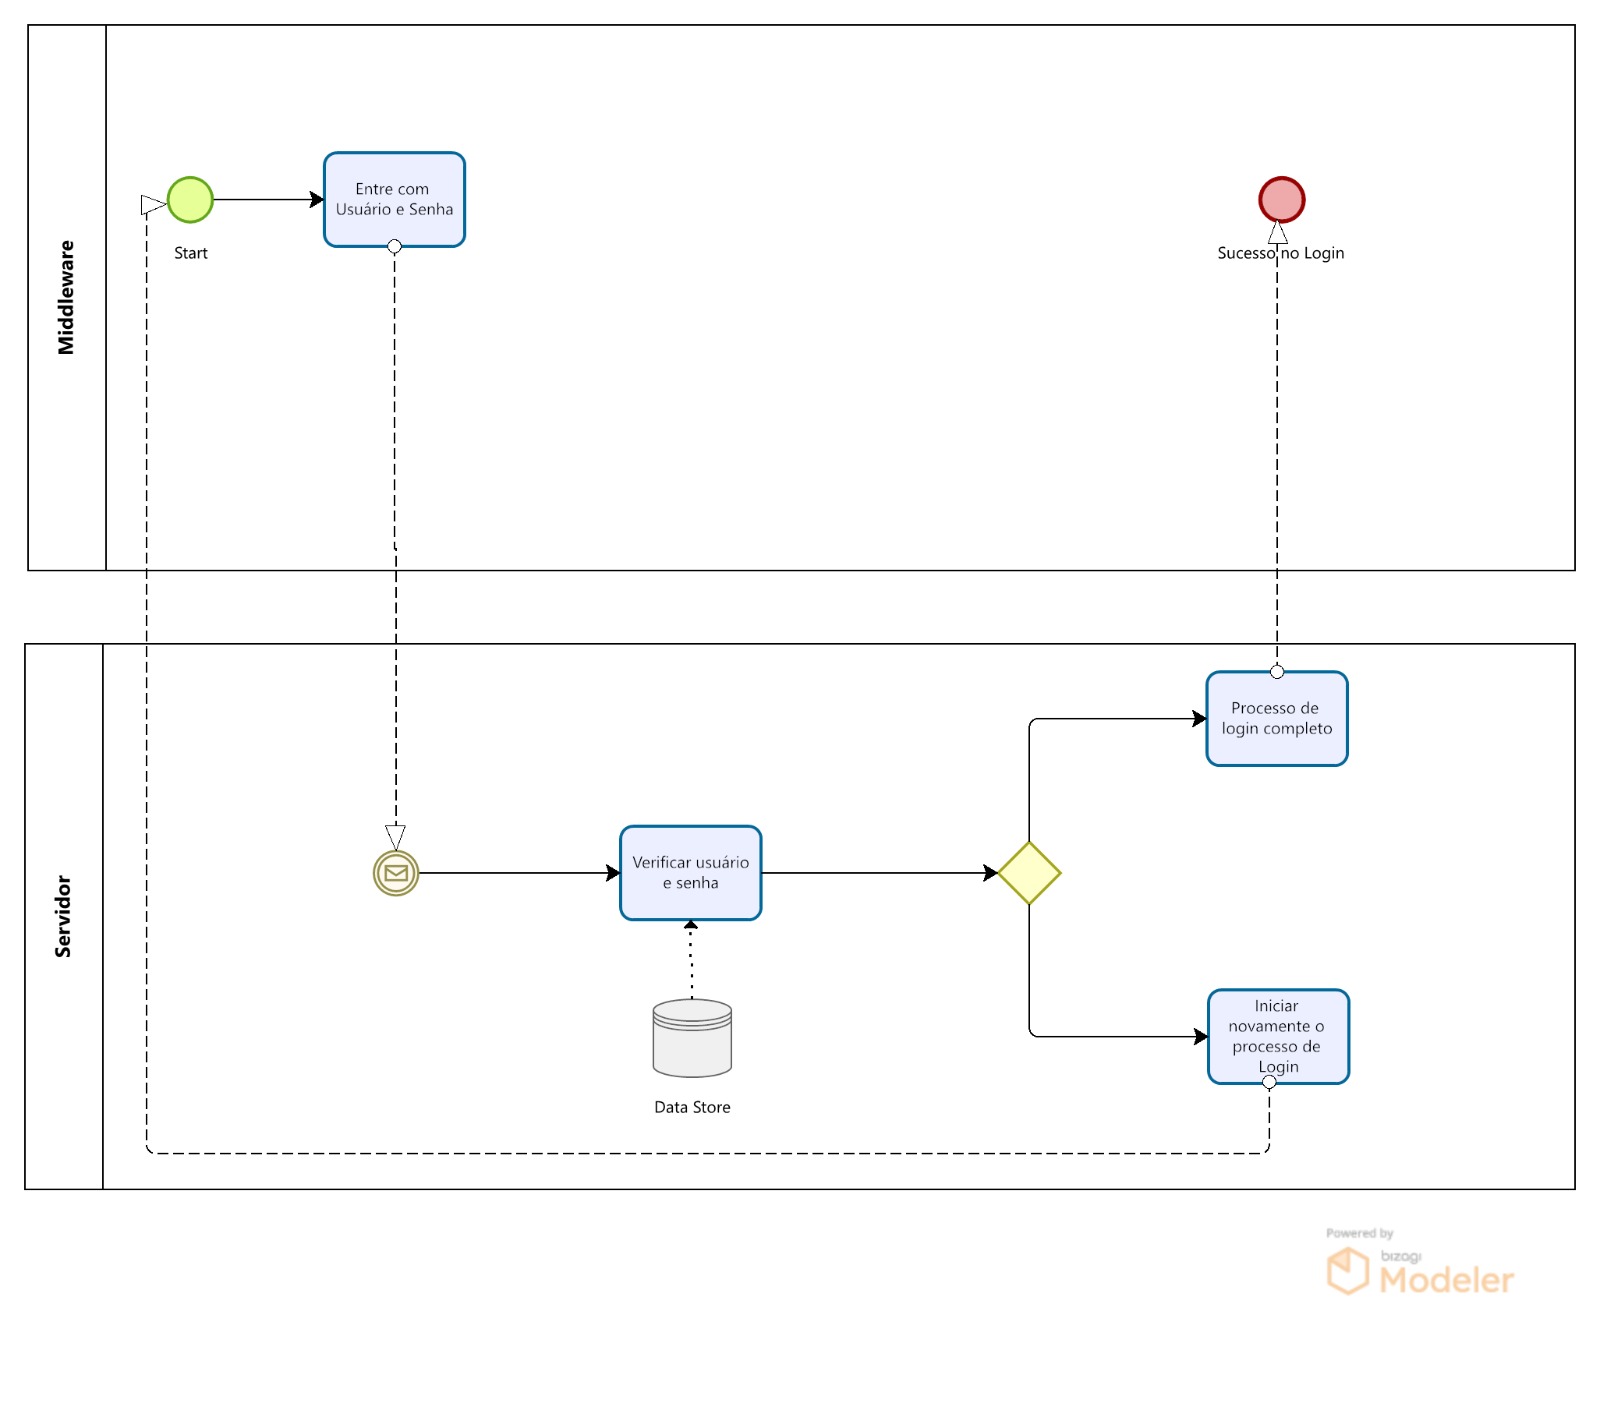 Middleware
Start
Entre com
Usuário e Senha
Sucesso no Login
Servidor
Verificar usuário
e senha
Data Store
Processo de
login completo
Iniciar
novamente o
processo de
Login
Powered by
bizagi
Modeler